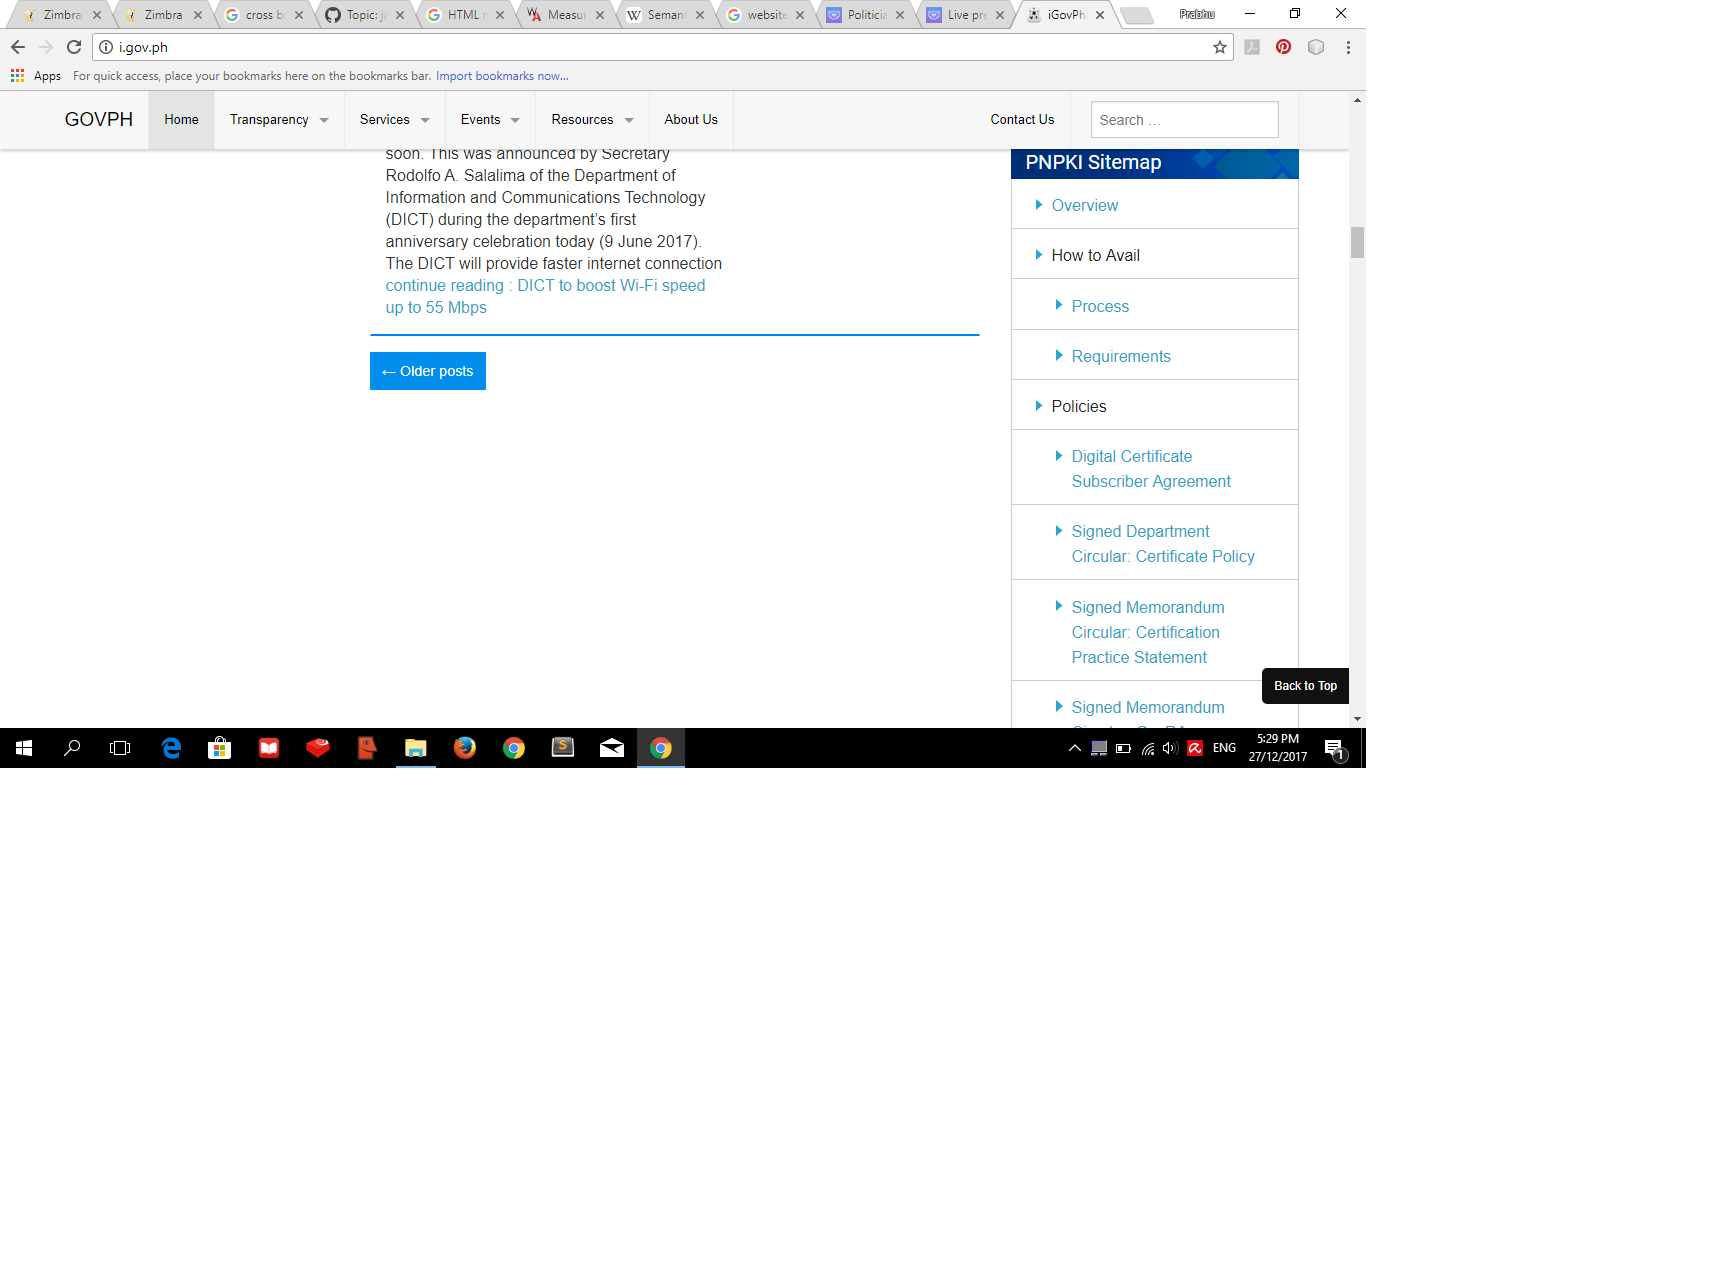 Zimbra
Zimbra
cross b
Topic: j
HTML r
Measur
Seman
website
Politicia
Live pre
iGovPh
Prabhu
i.gov.ph
Apps For quick access, place your bookmarks here on the bookmarks bar. Import bookmarks now...
GOVPH Home Transparency Services Events Resources About Us Contact Us Search …
soon. This was announced by Secretary
Rodolfo A. Salalima of the Department of
Information and Communications Technology
(DICT) during the department's first
anniversary celebration today (9 June 2017).
The DICT will provide faster internet connection
continue reading : DICT to boost Wi-Fi speed
up to 55 Mbps
← Older posts
PNPKI Sitemap
Overview
How to Avail
Process
Requirements
Policies
Digital Certificate
Subscriber Agreement
Signed Department
Circular: Certificate Policy
Signed Memorandum
Circular: Certification
Practice Statement
Signed Memorandum
Back to Top
ENG
5:29 PM
27/12/2017
1